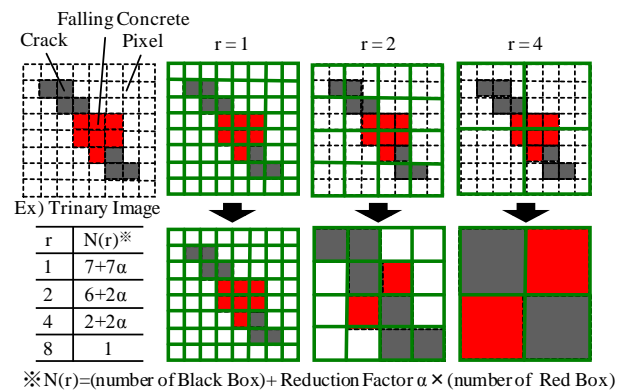 Falling Concrete
Crack
Pixel
r = 1
r = 2
r = 4
Ex) Trinary Image
r N(r)※
1 7+7α
2 6+2α
4 2+2α
8 1
※N(r)=(number of Black Box)+ Reduction Factor α × (number of Red Box)